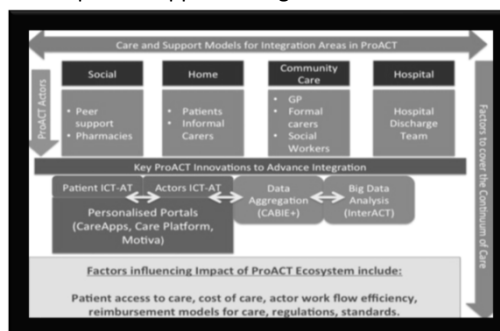 Care and Support Models for Integration Areas in ProACT
ProACT Actors
Social
Home
Community
Care
Hospital
• Peer
support
• Pharmacies
• Patients
• Informal
Carers
• GP
• Formal
carers
• Social
Workers
Hospital
Discharge
Team
Factors to cover the Continuum of Care
Key ProACT Innovations to Advance Integration
Patient ICT-AT
Actors ICT-AT
Personalised Portals
(CareApps, Care Platform,
Motiva)
Data
Aggregation
(CABIE+)
Big Data
Analysis
(InterACT)
Factors influencing Impact of ProACT Ecosystem include:
Patient access to care, cost of care, actor work flow efficiency,
reimbursement models for care, regulations, standards.